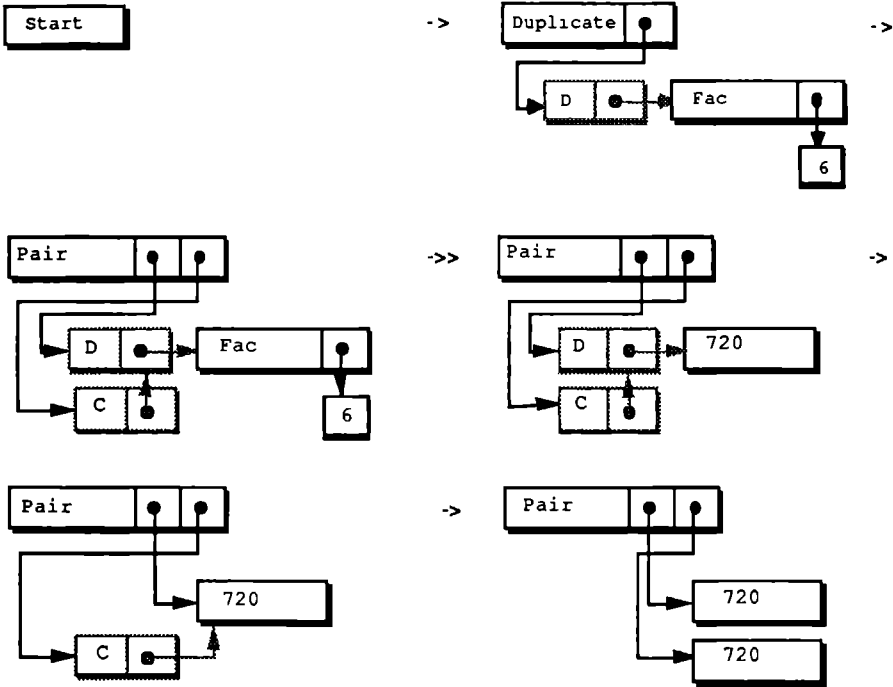 Start -> Duplicate ->
D Fac
6
Pair ->> Pair ->
D Fac D 720
C 6 C
Pair -> Pair
720 720
C 720